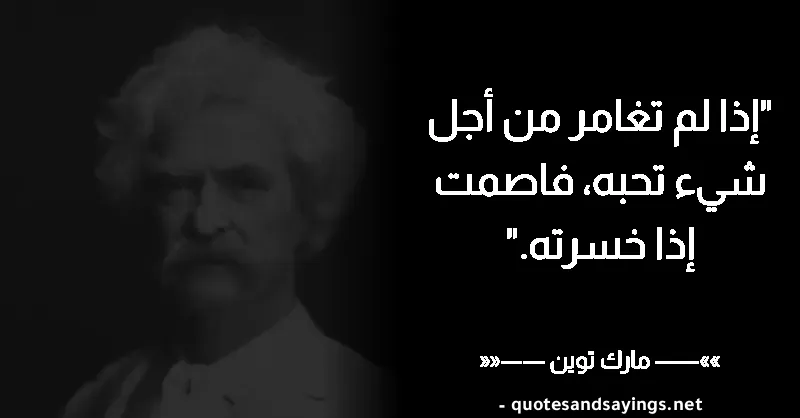 "إذا لم تغامر من أجل
شيء تحبه، فاصمت
إذا خسرته."
»»—— مارك توين ——««
- quotesandsayings.net